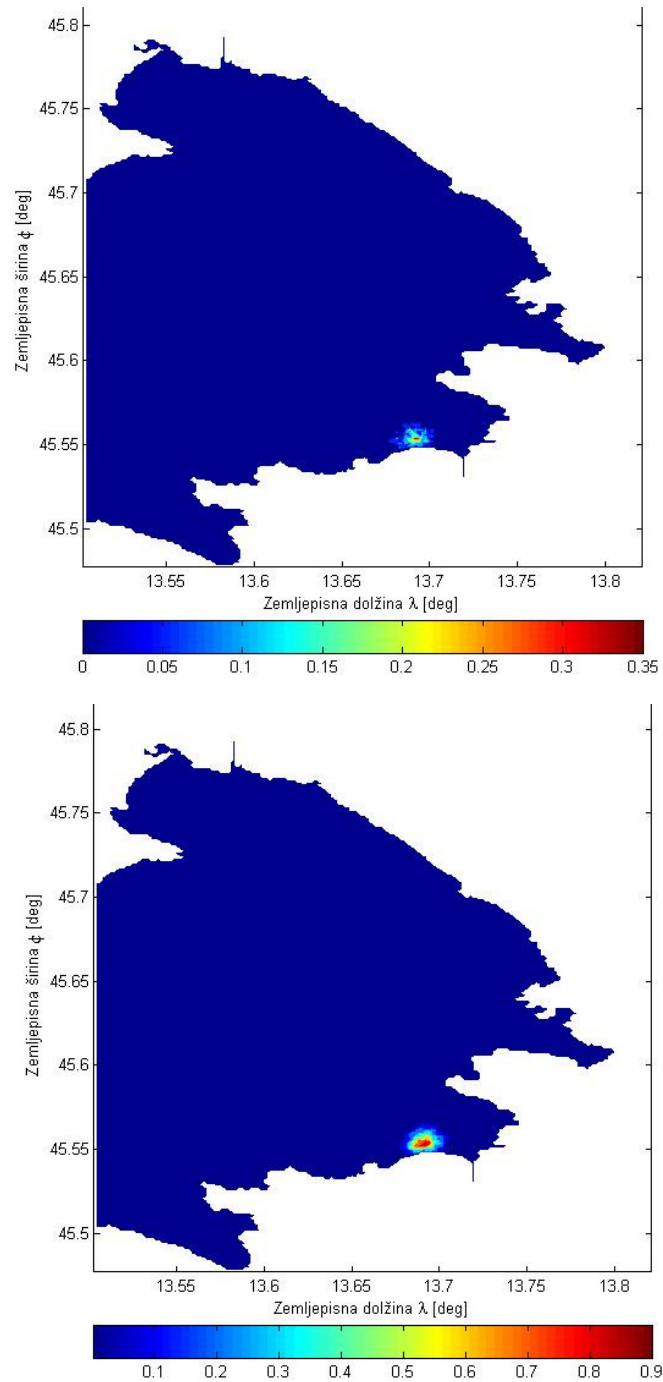 45.8
45.75
45.7
45.65
45.6
45.55
45.5
Zemljepisna širina ϕ [deg]
13.55 13.6 13.65 13.7 13.75 13.8
Zemljepisna dolžina λ [deg]
0 0.05 0.1 0.15 0.2 0.25 0.3 0.35
45.8
45.75
45.7
45.65
45.6
45.55
45.5
Zemljepisna širina ϕ [deg]
13.55 13.6 13.65 13.7 13.75 13.8
Zemljepisna dolžina λ [deg]
0.1 0.2 0.3 0.4 0.5 0.6 0.7 0.8 0.9